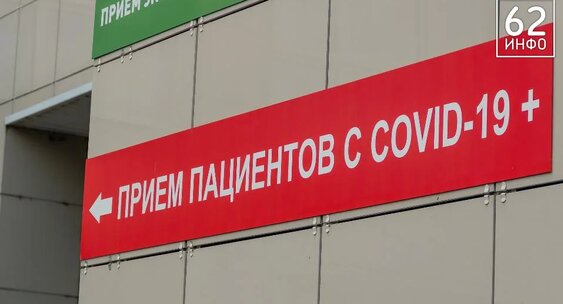 ПРИЕМ
62
ИНФО
ПРИЕМ ПАЦИЕНТОВ С COVID-19 +